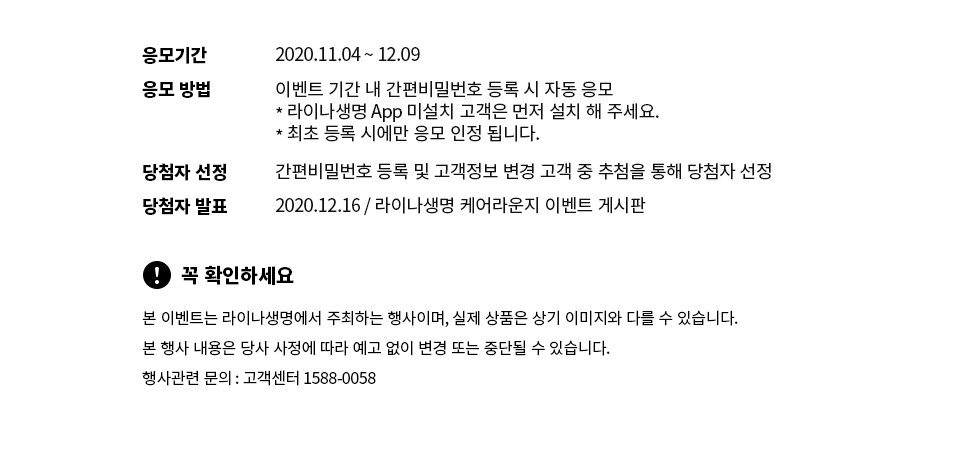 응모기간 2020.11.04 ~ 12.09
응모 방법 이벤트 기간 내 간편비밀번호 등록 시 자동 응모
* 라이나생명 App 미설치 고객은 먼저 설치 해 주세요.
* 최초 등록 시에만 응모 인정 됩니다.
당첨자 선정 간편비밀번호 등록 및 고객정보 변경 고객 중 추첨을 통해 당첨자 선정
당첨자 발표 2020.12.16 / 라이나생명 케어라운지 이벤트 게시판
! 꼭 확인하세요
본 이벤트는 라이나생명에서 주최하는 행사이며, 실제 상품은 상기 이미지와 다를 수 있습니다.
본 행사 내용은 당사 사정에 따라 예고 없이 변경 또는 중단될 수 있습니다.
행사관련 문의 : 고객센터 1588-0058